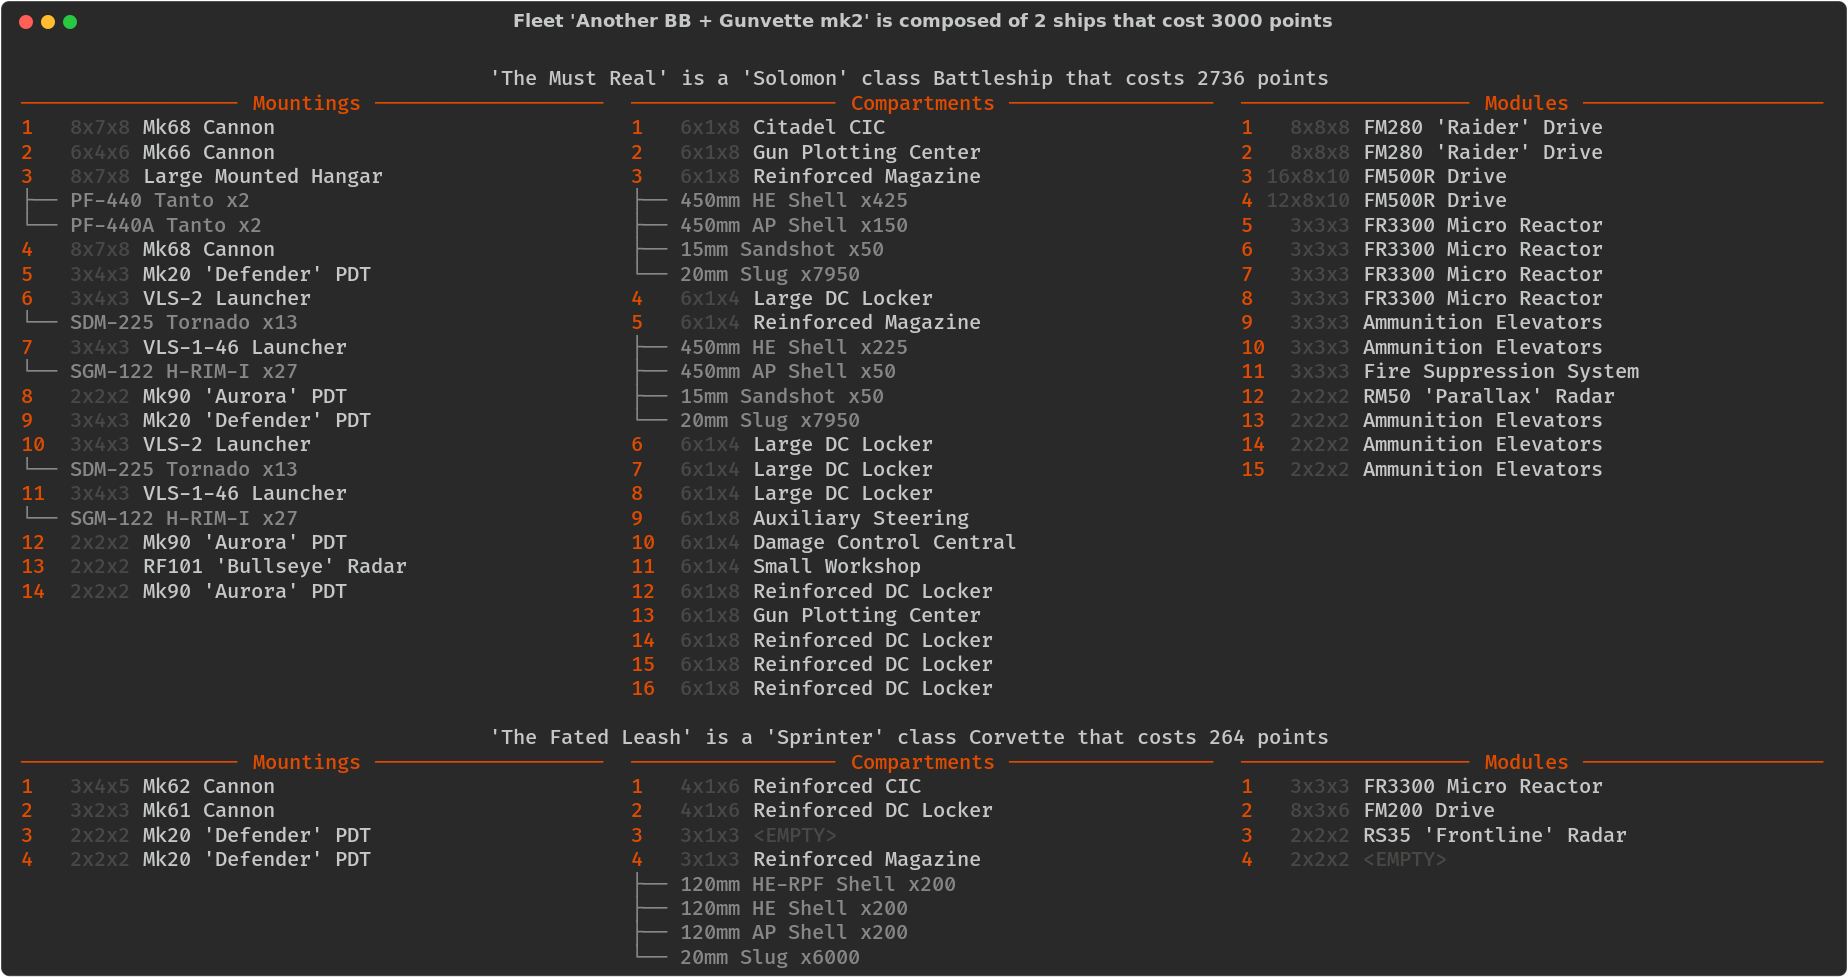 Fleet 'Another BB + Gunvette mk2' is composed of 2 ships that cost 3000 points
'The Must Real' is a 'Solomon' class Battleship that costs 2736 points
Mountings
1 8x7x8 Mk68 Cannon
2 6x4x6 Mk66 Cannon
3 8x7x8 Large Mounted Hangar
├── PF-440 Tanto x2
└── PF-440A Tanto x2
4 8x7x8 Mk68 Cannon
5 3x4x3 Mk20 'Defender' PDT
6 3x4x3 VLS-2 Launcher
└── SDM-225 Tornado x13
7 3x4x3 VLS-1-46 Launcher
└── SGM-122 H-RIM-I x27
8 2x2x2 Mk90 'Aurora' PDT
9 3x4x3 Mk20 'Defender' PDT
10 3x4x3 VLS-2 Launcher
└── SDM-225 Tornado x13
11 3x4x3 VLS-1-46 Launcher
└── SGM-122 H-RIM-I x27
12 2x2x2 Mk90 'Aurora' PDT
13 2x2x2 RF101 'Bullseye' Radar
14 2x2x2 Mk90 'Aurora' PDT
Compartments
1 6x1x8 Citadel CIC
2 6x1x8 Gun Plotting Center
3 6x1x8 Reinforced Magazine
├── 450mm HE Shell x425
├── 450mm AP Shell x150
├── 15mm Sandshot x50
└── 20mm Slug x7950
4 6x1x4 Large DC Locker
5 6x1x4 Reinforced Magazine
├── 450mm HE Shell x225
├── 450mm AP Shell x50
├── 15mm Sandshot x50
└── 20mm Slug x7950
6 6x1x4 Large DC Locker
7 6x1x4 Large DC Locker
8 6x1x4 Large DC Locker
9 6x1x8 Auxiliary Steering
10 6x1x4 Damage Control Central
11 6x1x4 Small Workshop
12 6x1x8 Reinforced DC Locker
13 6x1x8 Gun Plotting Center
14 6x1x8 Reinforced DC Locker
15 6x1x8 Reinforced DC Locker
16 6x1x8 Reinforced DC Locker
Modules
1 8x8x8 FM280 'Raider' Drive
2 8x8x8 FM280 'Raider' Drive
3 16x8x10 FM500R Drive
4 12x8x10 FM500R Drive
5 3x3x3 FR3300 Micro Reactor
6 3x3x3 FR3300 Micro Reactor
7 3x3x3 FR3300 Micro Reactor
8 3x3x3 FR3300 Micro Reactor
9 3x3x3 Ammunition Elevators
10 3x3x3 Ammunition Elevators
11 3x3x3 Fire Suppression System
12 2x2x2 RM50 'Parallax' Radar
13 2x2x2 Ammunition Elevators
14 2x2x2 Ammunition Elevators
15 2x2x2 Ammunition Elevators
'The Fated Leash' is a 'Sprinter' class Corvette that costs 264 points
Mountings
1 3x4x5 Mk62 Cannon
2 3x2x3 Mk61 Cannon
3 2x2x2 Mk20 'Defender' PDT
4 2x2x2 Mk20 'Defender' PDT
Compartments
1 4x1x6 Reinforced CIC
2 4x1x6 Reinforced DC Locker
3 3x1x3 <EMPTY>
4 3x1x3 Reinforced Magazine
├── 120mm HE-RPF Shell x200
├── 120mm HE Shell x200
├── 120mm AP Shell x200
└── 20mm Slug x6000
Modules
1 3x3x3 FR3300 Micro Reactor
2 8x3x6 FM200 Drive
3 2x2x2 RS35 'Frontline' Radar
4 2x2x2 <EMPTY>